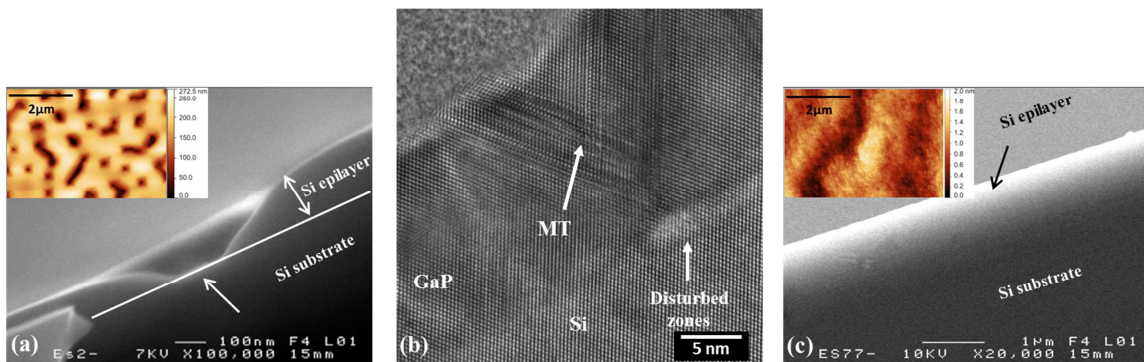 2µm
272.5 nm
260.0
200.0
150.0
100.0
50.0
0.0
Si epilayer
Si substrate
(a)
100nm F4 L01
Es2- 7KV X100,000 15mm
MT
GaP
Si
Disturbed
zones
5 nm
(b)
2µm
2.0 nm
1.8
1.6
1.4
1.2
1.0
0.8
0.6
0.4
0.2
0.0
Si epilayer
Si substrate
(c)
1µm F4 L01
ES77- 10KV X20,000 15mm